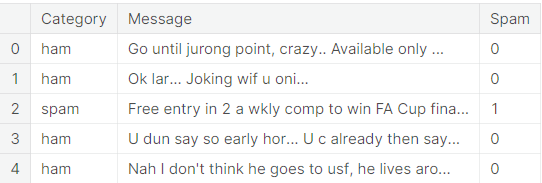 Category Message Spam
0 ham Go until jurong point, crazy.. Available only ... 0
1 ham Ok lar... Joking wif u oni... 0
2 spam Free entry in 2 a wkly comp to win FA Cup fina... 1
3 ham U dun say so early hor... U c already then say... 0
4 ham Nah I don't think he goes to usf, he lives aro... 0